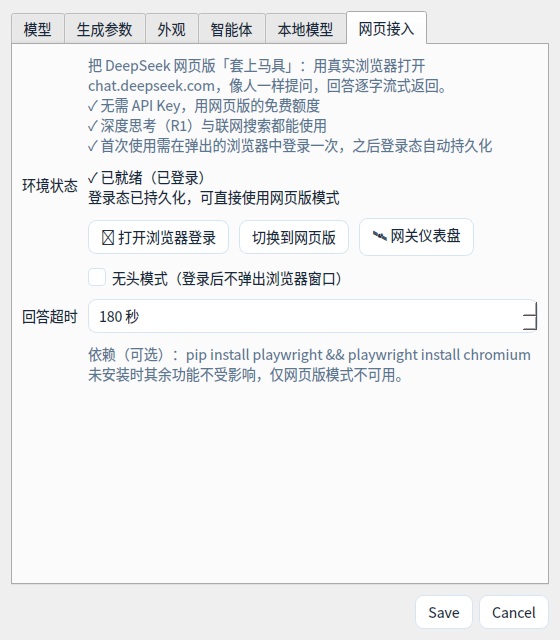 模型 生成参数 外观 智能体 本地模型 网页接入
把 DeepSeek 网页版「套上马具」：用真实浏览器打开
chat.deepseek.com，像人一样提问，回答逐字流式返回。
✓ 无需 API Key，用网页版的免费额度
✓ 深度思考（R1）与联网搜索都能使用
✓ 首次使用需在弹出的浏览器中登录一次，之后登录态自动持久化
环境状态 ✓ 已就绪（已登录）
登录态已持久化，可直接使用网页版模式
打开浏览器登录 切换到网页版 网关仪表盘
无头模式（登录后不弹出浏览器窗口）
回答超时 180 秒
依赖（可选）：pip install playwright && playwright install chromium
未安装时其余功能不受影响，仅网页版模式不可用。
Save Cancel